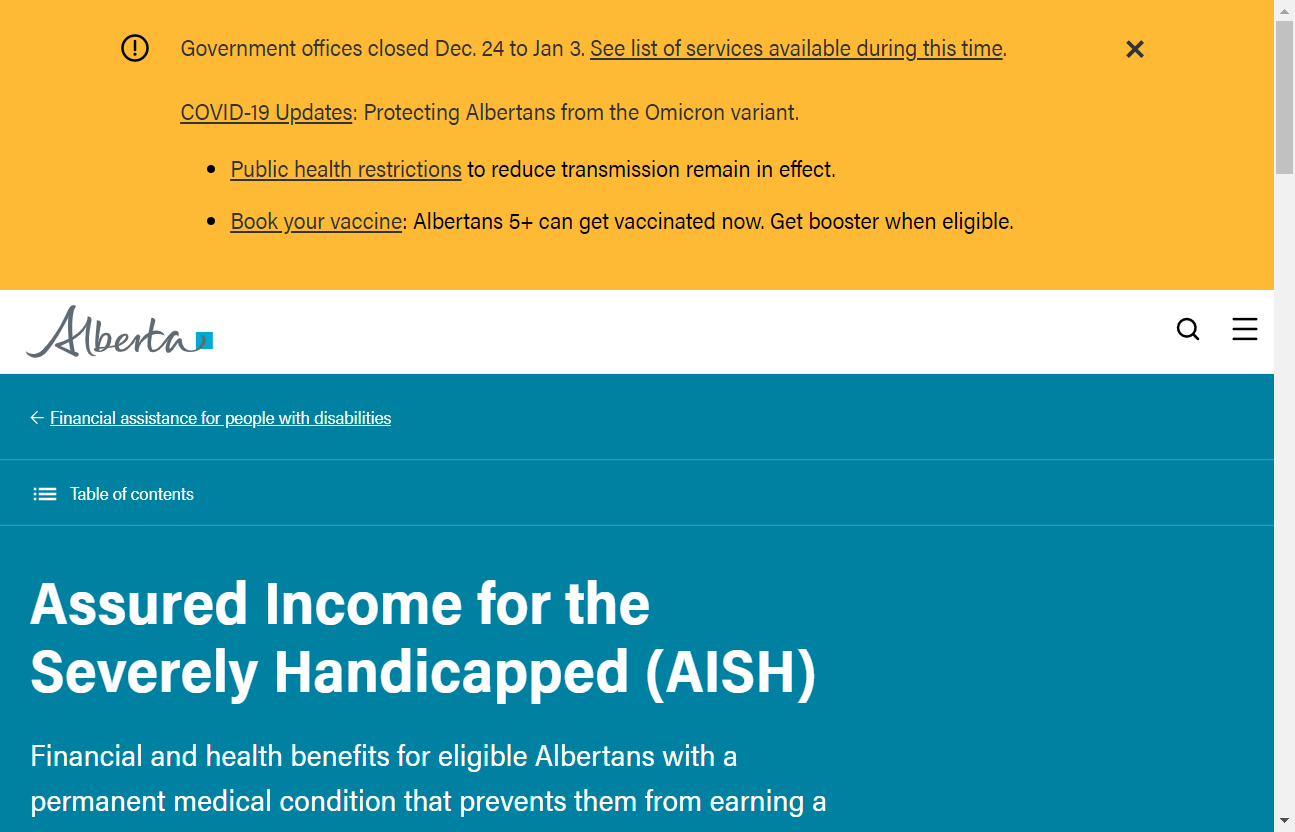 Government offices closed Dec. 24 to Jan 3. See list of services available during this time.
COVID-19 Updates: Protecting Albertans from the Omicron variant.
Public health restrictions to reduce transmission remain in effect.
Book your vaccine: Albertans 5+ can get vaccinated now. Get booster when eligible.
Alberta
Financial assistance for people with disabilities
Table of contents
Assured Income for the
Severely Handicapped (AISH)
Financial and health benefits for eligible Albertans with a
permanent medical condition that prevents them from earning a